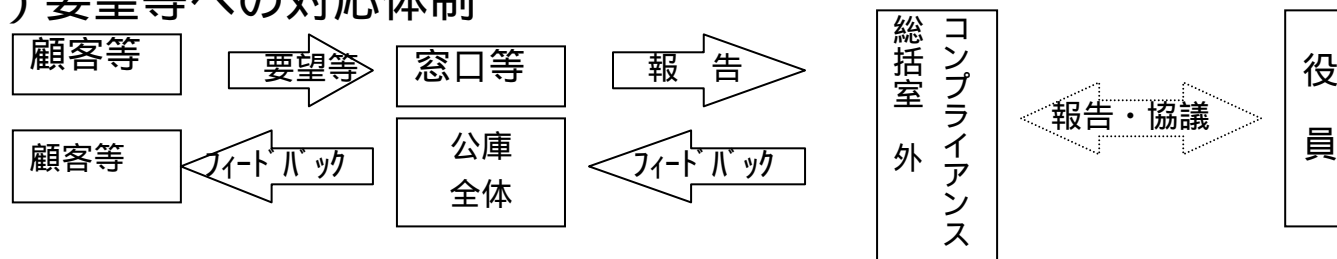 ）要望等への対応体制
顧客等
要望等
窓口等
報　告
コンプライアンス
総括室　外
報告・協議
役
員
顧客等
ﾌｨｰﾄﾞﾊﾞｯｸ
公庫
全体
ﾌｨｰﾄﾞﾊﾞｯｸ